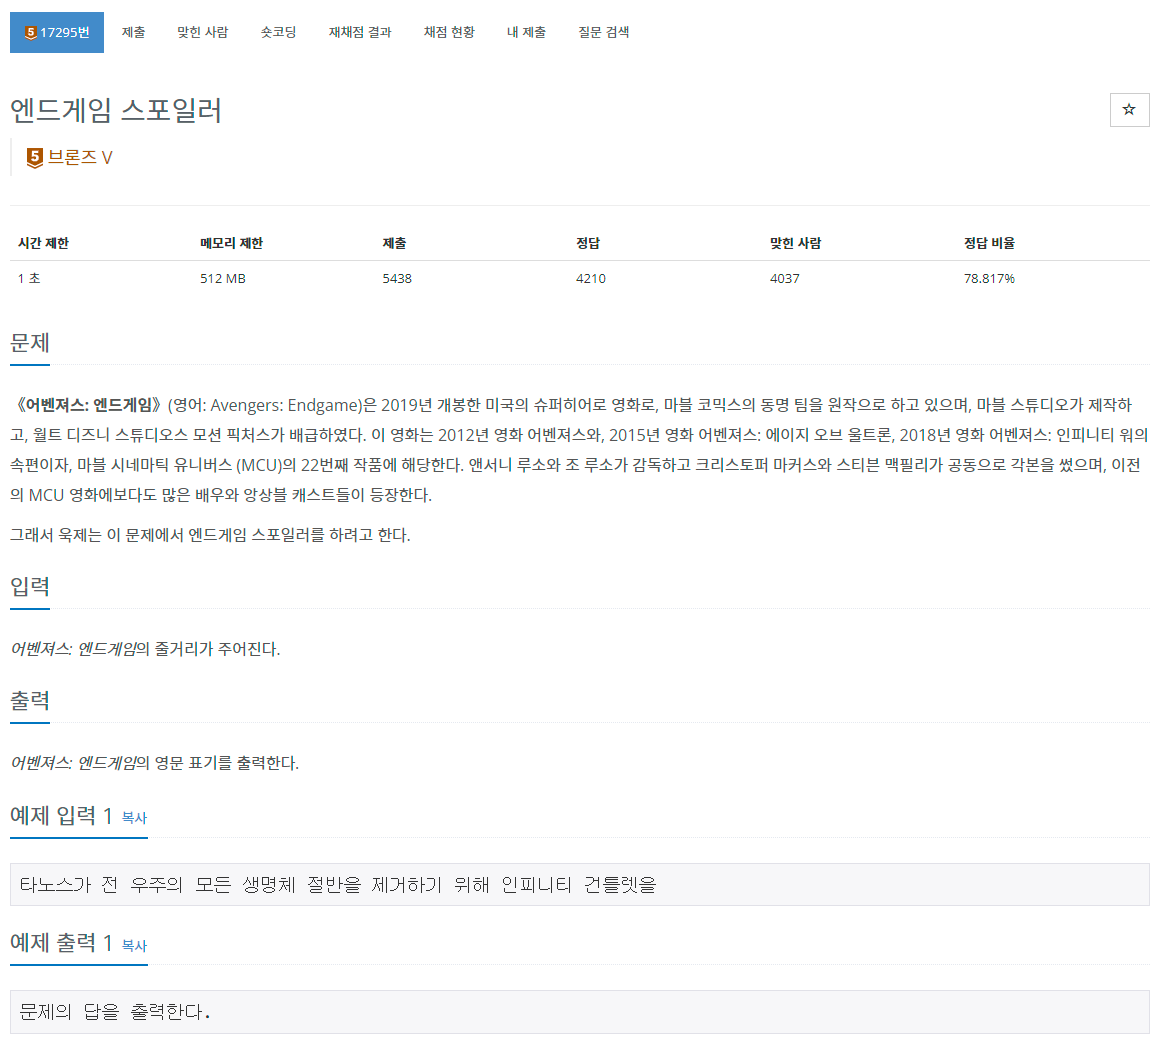 5 17295번 제출 맞힌 사람 숏코딩 재채점 결과 채점 현황 내 제출 질문 검색
엔드게임 스포일러
5 브론즈 V
시간 제한 메모리 제한 제출 정답 맞힌 사람 정답 비율
1 초 512 MB 5438 4210 4037 78.817%
문제
《어벤져스: 엔드게임》(영어: Avengers: Endgame)은 2019년 개봉한 미국의 슈퍼히어로 영화로, 마블 코믹스의 동명 팀을 원작으로 하고 있으며, 마블 스튜디오가 제작하
고, 월트 디즈니 스튜디오스 모션 픽처스가 배급하였다. 이 영화는 2012년 영화 어벤져스와, 2015년 영화 어벤져스: 에이지 오브 울트론, 2018년 영화 어벤져스: 인피니티 워의
속편이자, 마블 시네마틱 유니버스 (MCU)의 22번째 작품에 해당한다. 앤서니 루소와 조 루소가 감독하고 크리스토퍼 마커스와 스티븐 맥필리가 공동으로 각본을 썼으며, 이전
의 MCU 영화에보다도 많은 배우와 앙상블 캐스트들이 등장한다.
그래서 욱제는 이 문제에서 엔드게임 스포일러를 하려고 한다.
입력
어벤져스: 엔드게임의 줄거리가 주어진다.
출력
어벤져스: 엔드게임의 영문 표기를 출력한다.
예제 입력 1 복사
타노스가 전 우주의 모든 생명체 절반을 제거하기 위해 인피니티 건틀렛을
예제 출력 1 복사
문제의 답을 출력한다.